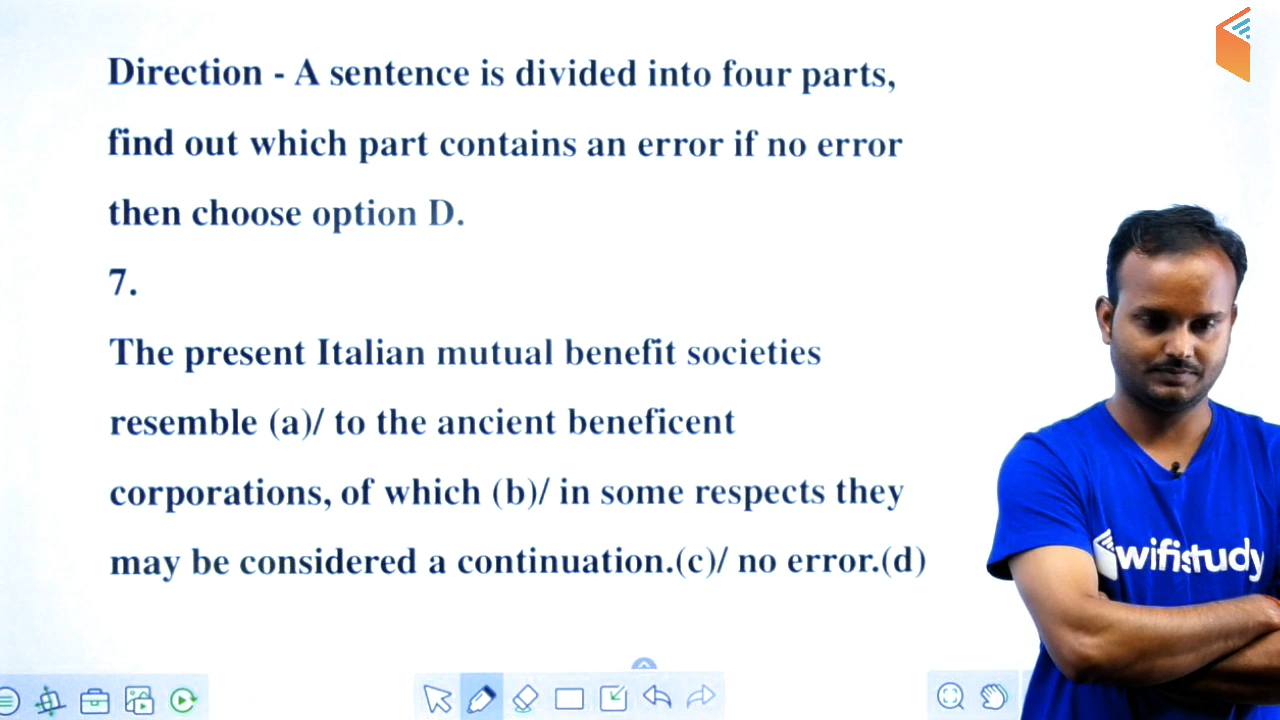 Direction - A sentence is divided into four parts,
find out which part contains an error if no error
then choose option D.
7.
The present Italian mutual benefit societies
resemble (a)/ to the ancient beneficent
corporations, of which (b)/ in some respects they
may be considered a continuation.(c)/ no error.(d)
wifistudy